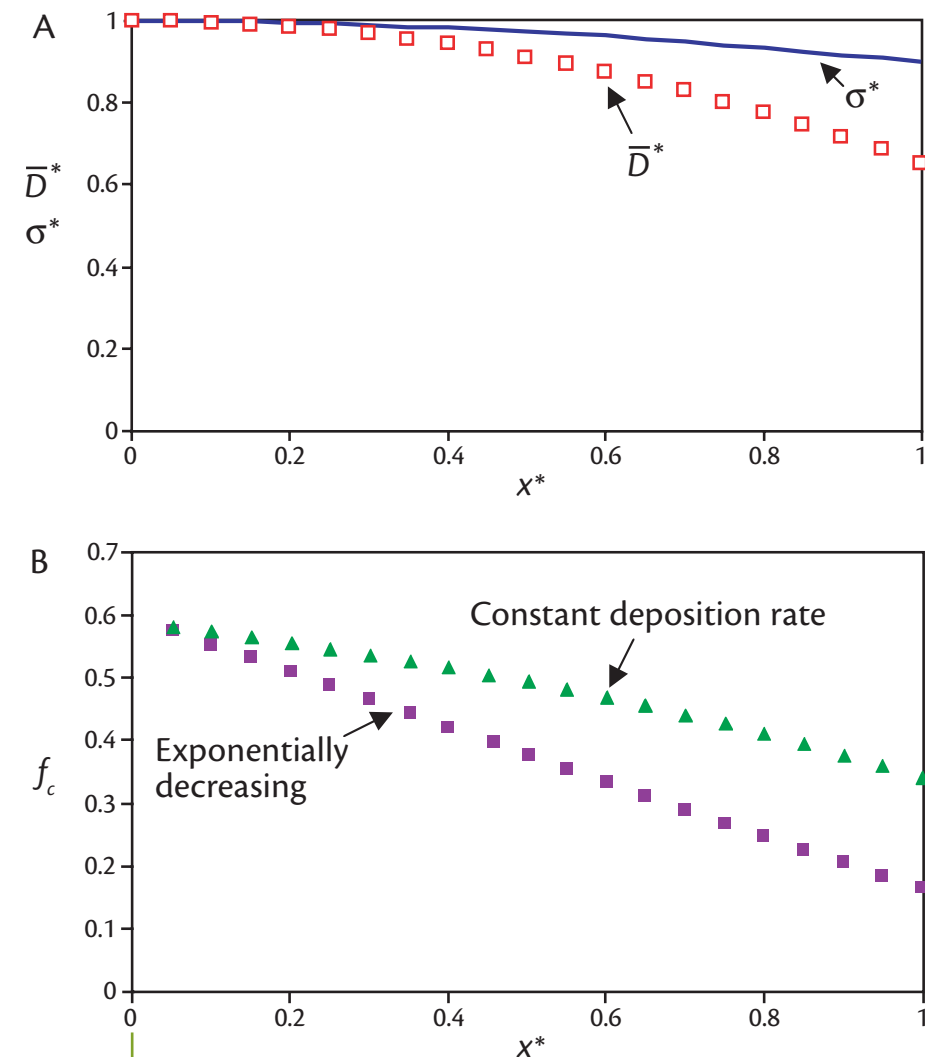 A
1
0.8
0.6
0.4
0.2
0
D̅*
σ*
σ*
D̅*
0 0.2 0.4 0.6 0.8 1
x*
B
0.7
0.6
0.5
0.4
0.3
0.2
0.1
0
f_c
Constant deposition rate
Exponentially
decreasing
0 0.2 0.4 0.6 0.8 1
x*